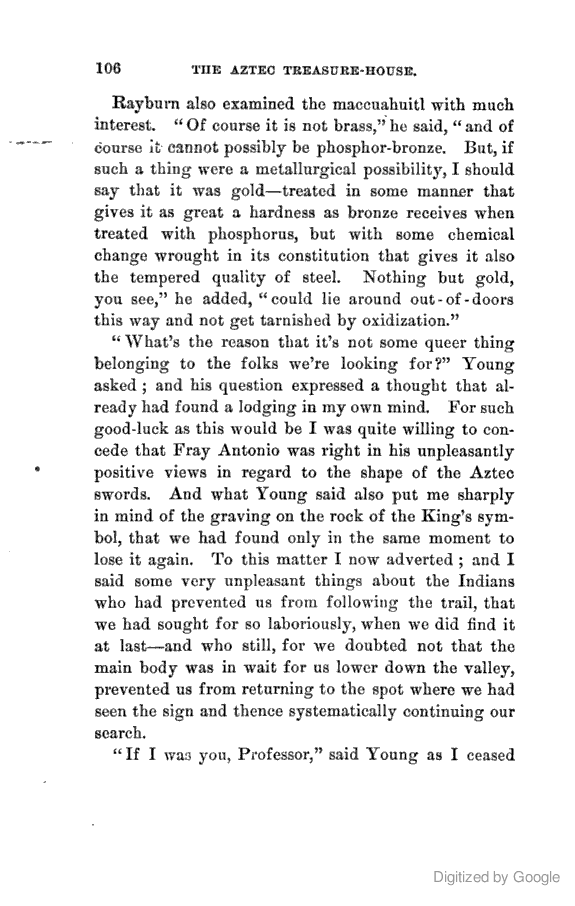 106 THE AZTEC TREASURE-HOUSE.
Rayburn also examined the maccuahuitl with much
interest. “Of course it is not brass,” he said, “and of
course it cannot possibly be phosphor-bronze. But, if
such a thing were a metallurgical possibility, I should
say that it was gold—treated in some manner that
gives it as great a hardness as bronze receives when
treated with phosphorus, but with some chemical
change wrought in its constitution that gives it also
the tempered quality of steel. Nothing but gold,
you see,” he added, “could lie around out-of-doors
this way and not get tarnished by oxidization.”
“What’s the reason that it’s not some queer thing
belonging to the folks we’re looking for?” Young
asked; and his question expressed a thought that al-
ready had found a lodging in my own mind. For such
good-luck as this would be I was quite willing to con-
cede that Fray Antonio was right in his unpleasantly
positive views in regard to the shape of the Aztec
swords. And what Young said also put me sharply
in mind of the graving on the rock of the King’s sym-
bol, that we had found only in the same moment to
lose it again. To this matter I now adverted; and I
said some very unpleasant things about the Indians
who had prevented us from following the trail, that
we had sought for so laboriously, when we did find it
at last—and who still, for we doubted not that the
main body was in wait for us lower down the valley,
prevented us from returning to the spot where we had
seen the sign and thence systematically continuing our
search.
“If I was you, Professor,” said Young as I ceased
Digitized by Google